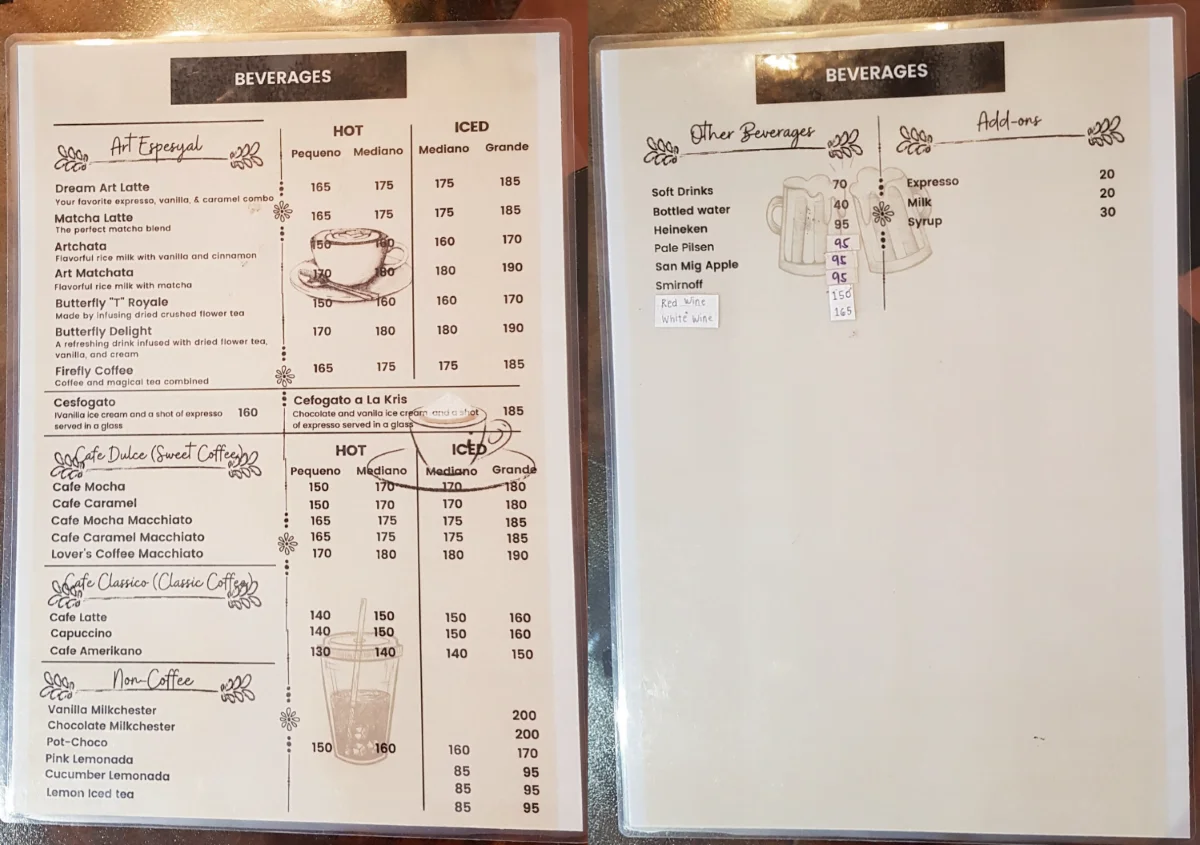 BEVERAGES
Art Espesyal
HOT ICED
Pequeno Mediano Mediano Grande
Dream Art Latte 165 175 175 185
Your favorite expresso, vanilla, & caramel combo
Matcha Latte 165 175 175 185
The perfect matcha blend
Artchata 150 160 160 170
Flavorful rice milk with vanilla and cinnamon
Art Matchata 170 180 180 190
Flavorful rice milk with matcha
Butterfly "T" Royale 150 160 160 170
Made by infusing dried crushed flower tea
Butterfly Delight 170 180 180 190
A refreshing drink infused with dried flower tea,
vanilla, and cream
Firefly Coffee 165 175 175 185
Coffee and magical tea combined
Cesfogato
IVanilla ice cream and a shot of expresso 160
served in a glass
Cefogato a La Kris
Chocolate and vanila ice cream and a shot 185
of expresso served in a glass
Cafe Dulce (Sweet Coffee)
HOT ICED
Pequeno Mediano Mediano Grande
Cafe Mocha 150 170 170 180
Cafe Caramel 150 170 170 180
Cafe Mocha Macchiato 165 175 175 185
Cafe Caramel Macchiato 165 175 175 185
Lover's Coffee Macchiato 170 180 180 190
Cafe Classico (Classic Coffee)
Cafe Latte 140 150 150 160
Capuccino 140 150 150 160
Cafe Amerikano 130 140 140 150
Non-Coffee
Vanilla Milkchester 200
Chocolate Milkchester 200
Pot-Choco 150 160 160 170
Pink Lemonada 85 95
Cucumber Lemonada 85 95
Lemon Iced tea 85 95
BEVERAGES
Other Beverages
Soft Drinks 70
Bottled water 40
Heineken 95
Pale Pilsen 95
San Mig Apple 95
Smirnoff 95
Red Wine 150
White Wine 165
Add-ons
Expresso 20
Milk 20
Syrup 30